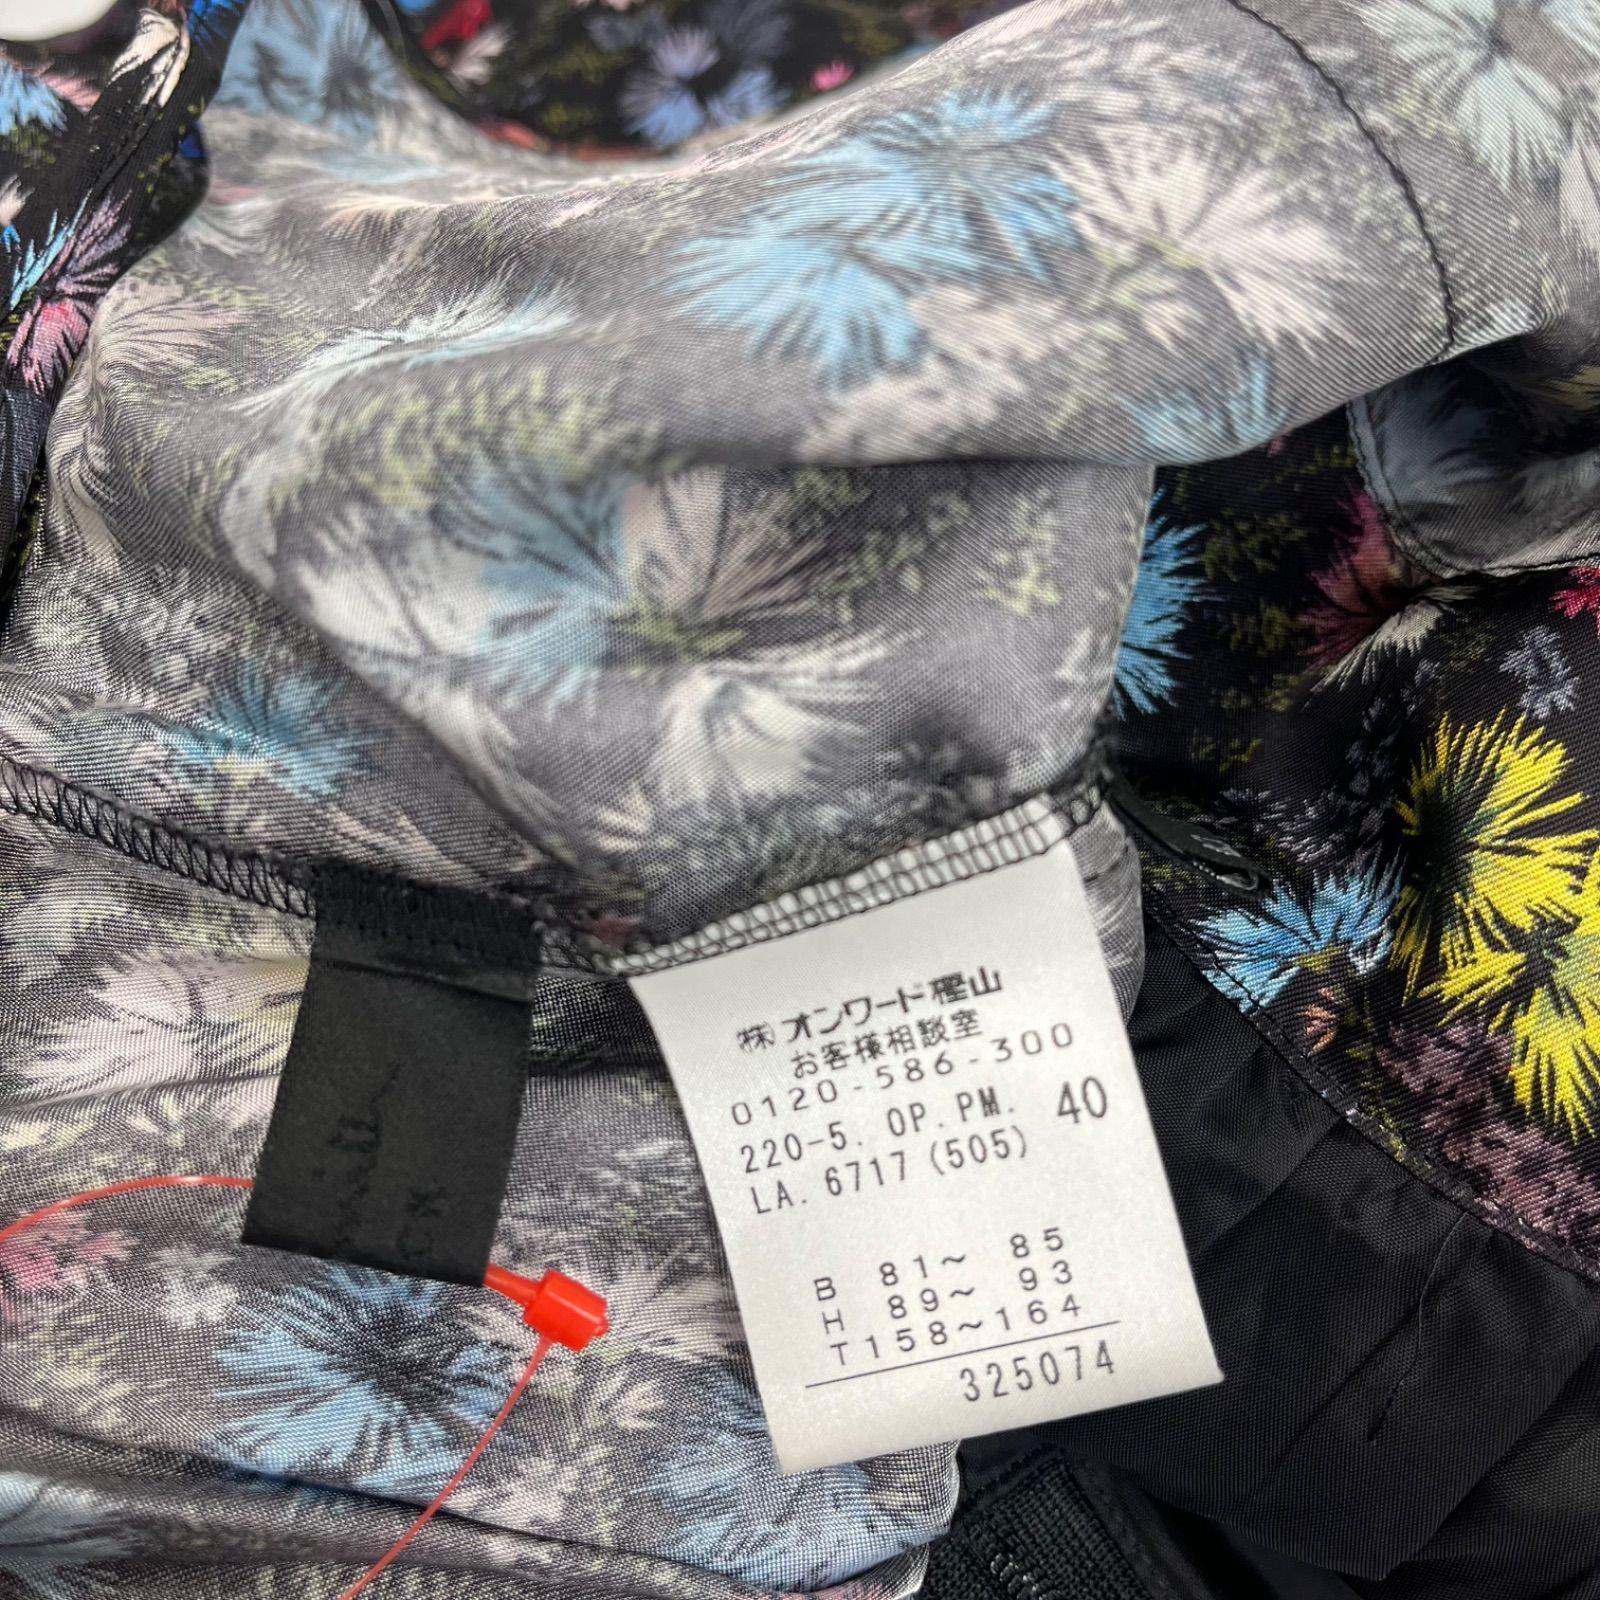 ㈱オンワード樫山
お客様相談室
0120-586-300
220-5. OP. PM. 40
LA. 6717 (505)
B 81~ 85
H 89~ 93
T158~164
325074